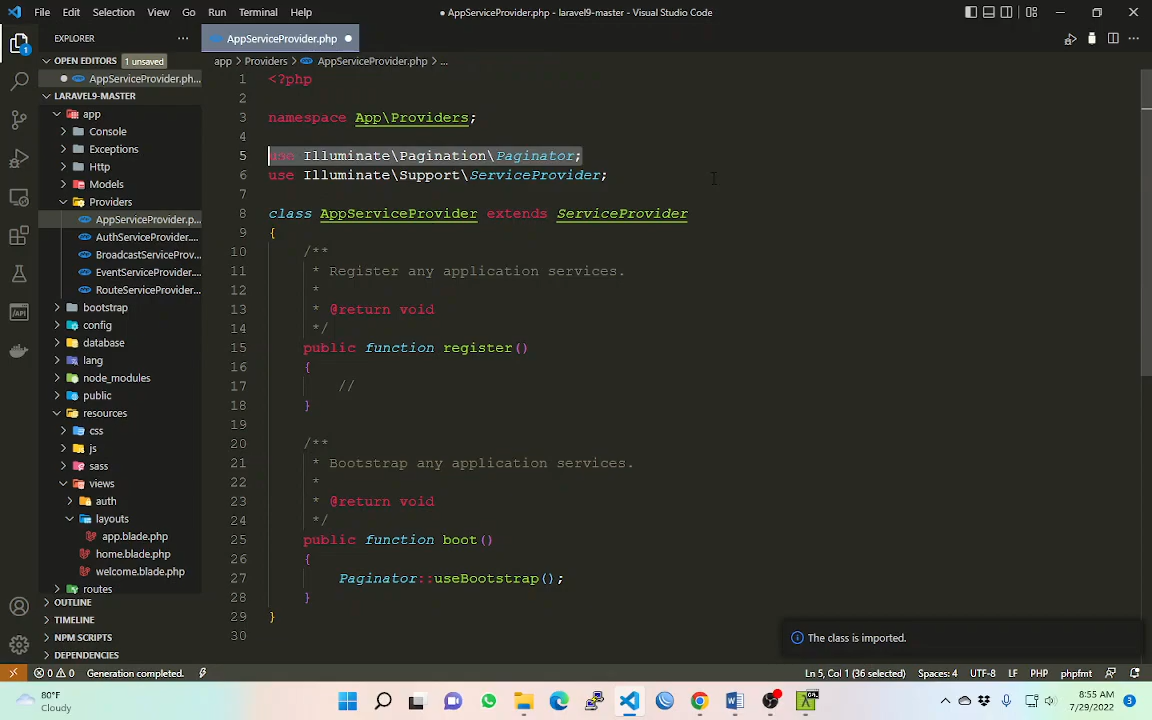 File Edit Selection View Go Run Terminal Help
● AppServiceProvider.php - laravel9-master - Visual Studio Code
EXPLORER
AppServiceProvider.php
OPEN EDITORS 1 unsaved
app > Providers > AppServiceProvider.php > ...
AppServiceProvider.ph...
LARAVEL9-MASTER
app
Console
Exceptions
Http
Models
Providers
AppServiceProvider.p...
AuthServiceProvider....
BroadcastServiceProv...
EventServiceProvider....
RouteServiceProvider...
bootstrap
config
database
lang
node_modules
public
resources
css
js
sass
views
auth
layouts
app.blade.php
home.blade.php
welcome.blade.php
routes
OUTLINE
TIMELINE
NPM SCRIPTS
DEPENDENCIES
1 <?php
2
3 namespace App\Providers;
4
5 use Illuminate\Pagination\Paginator;
6 use Illuminate\Support\ServiceProvider;
7
8 class AppServiceProvider extends ServiceProvider
9 {
10 /**
11 * Register any application services.
12 *
13 * @return void
14 */
15 public function register()
16 {
17 //
18 }
19
20 /**
21 * Bootstrap any application services.
22 *
23 * @return void
24 */
25 public function boot()
26 {
27 Paginator::useBootstrap();
28 }
29 }
30
The class is imported.
0 0 Generation completed.
Ln 5, Col 1 (36 selected) Spaces: 4 UTF-8 LF PHP phpfmt
80°F
Cloudy
8:55 AM
7/29/2022
3